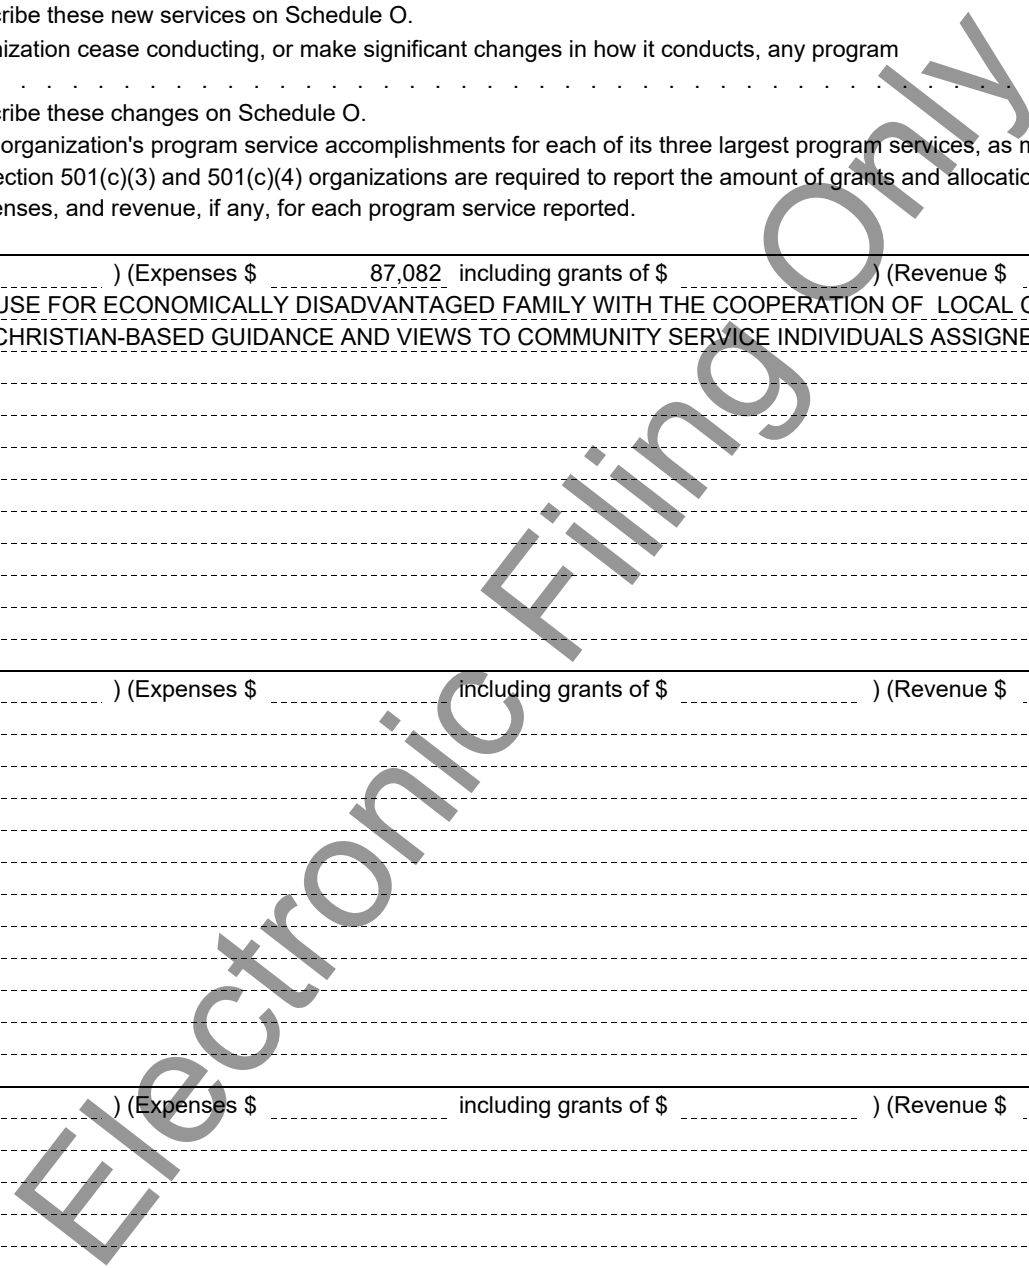 ribe these new services on Schedule O.
nization cease conducting, or make significant changes in how it conducts, any program
. . . . . . . . . . . . . . . . . . . . . . . . . . . . . . . . . . . . . . .
ribe these changes on Schedule O.
organization's program service accomplishments for each of its three largest program services, as m
ection 501(c)(3) and 501(c)(4) organizations are required to report the amount of grants and allocatio
enses, and revenue, if any, for each program service reported.
) (Expenses $ 87,082 including grants of $ ) (Revenue $
USE FOR ECONOMICALLY DISADVANTAGED FAMILY WITH THE COOPERATION OF LOCAL C
CHRISTIAN-BASED GUIDANCE AND VIEWS TO COMMUNITY SERVICE INDIVIDUALS ASSIGNE
) (Expenses $ including grants of $ ) (Revenue $
) (Expenses $ including grants of $ ) (Revenue $
Electronic Filing Only